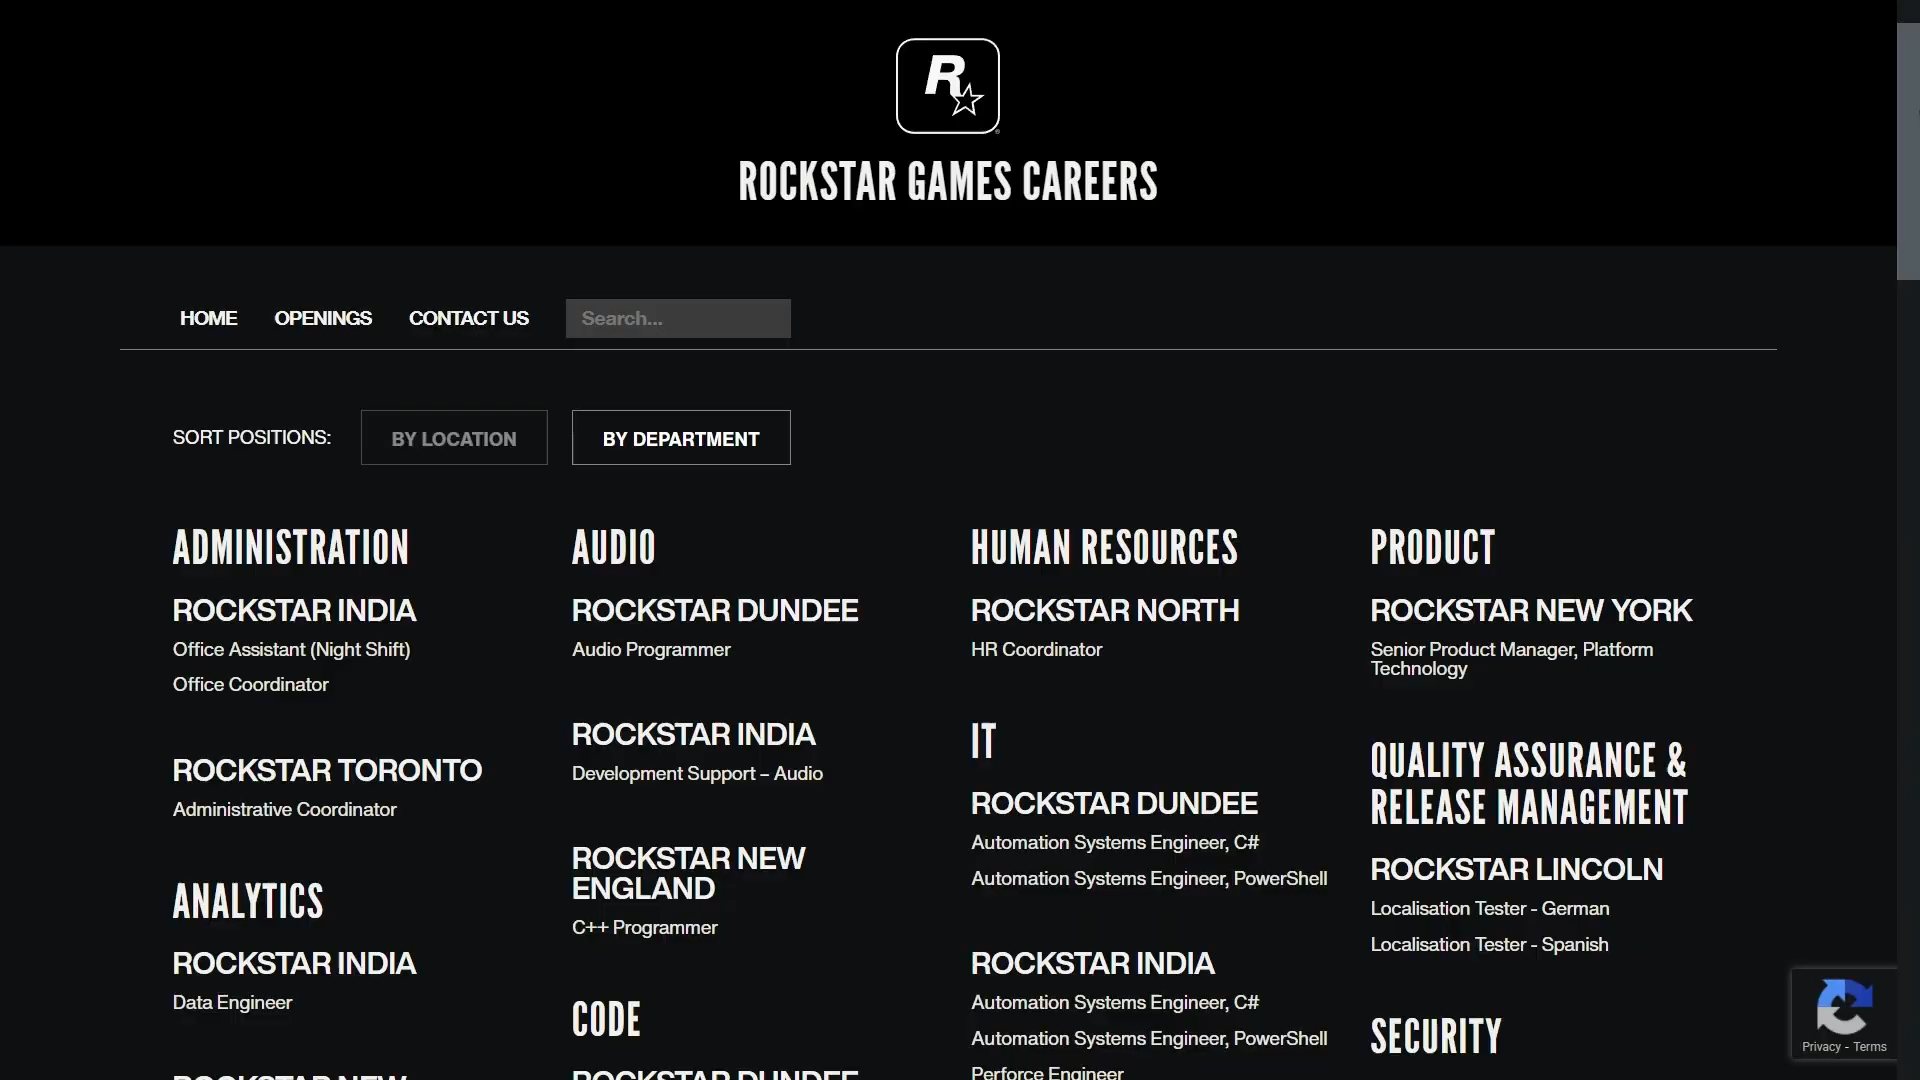 R
ROCKSTAR GAMES CAREERS
HOME
OPENINGS
CONTACT US
Search...
SORT POSITIONS:
BY LOCATION
BY DEPARTMENT
ADMINISTRATION
ROCKSTAR INDIA
Office Assistant (Night Shift)
Office Coordinator
ROCKSTAR TORONTO
Administrative Coordinator
ANALYTICS
ROCKSTAR INDIA
Data Engineer
ROCKSTAR NEW
AUDIO
ROCKSTAR DUNDEE
Audio Programmer
ROCKSTAR INDIA
Development Support – Audio
ROCKSTAR NEW
ENGLAND
C++ Programmer
CODE
ROCKSTAR DUNDEE
HUMAN RESOURCES
ROCKSTAR NORTH
HR Coordinator
IT
ROCKSTAR DUNDEE
Automation Systems Engineer, C#
Automation Systems Engineer, PowerShell
ROCKSTAR INDIA
Automation Systems Engineer, C#
Automation Systems Engineer, PowerShell
Perforce Engineer
PRODUCT
ROCKSTAR NEW YORK
Senior Product Manager, Platform
Technology
QUALITY ASSURANCE &
RELEASE MANAGEMENT
ROCKSTAR LINCOLN
Localisation Tester - German
Localisation Tester - Spanish
SECURITY
Privacy - Terms